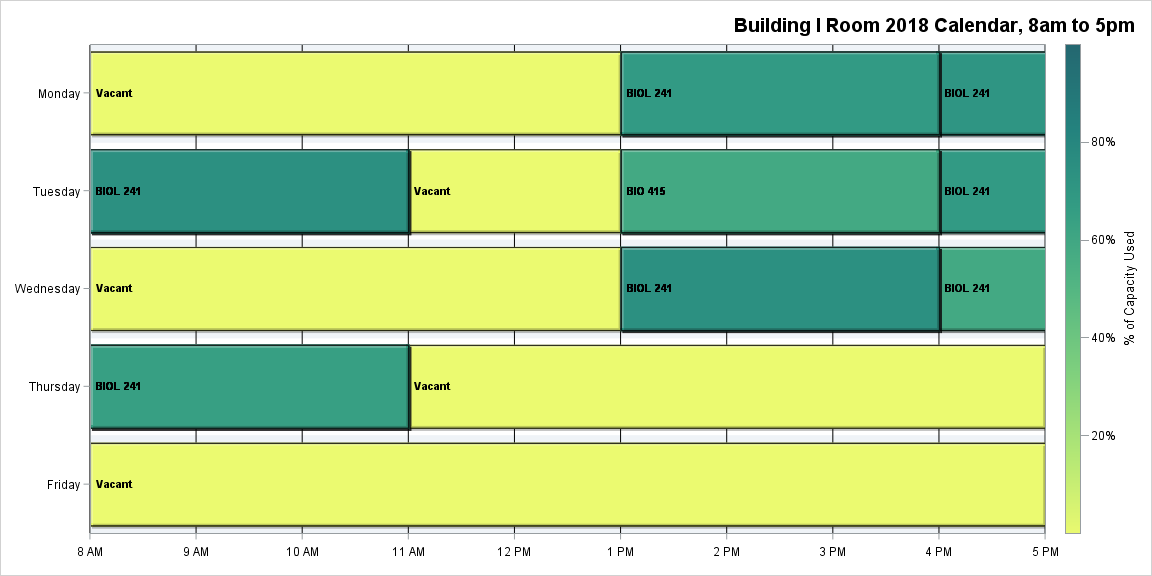 Building I Room 2018 Calendar, 8am to 5pm
Monday
Vacant
BIOL 241
BIOL 241
Tuesday
BIOL 241
Vacant
BIO 415
BIOL 241
Wednesday
Vacant
BIOL 241
BIOL 241
Thursday
BIOL 241
Vacant
Friday
Vacant
8 AM 9 AM 10 AM 11 AM 12 PM 1 PM 2 PM 3 PM 4 PM 5 PM
80%
60%
40%
20%
% of Capacity Used